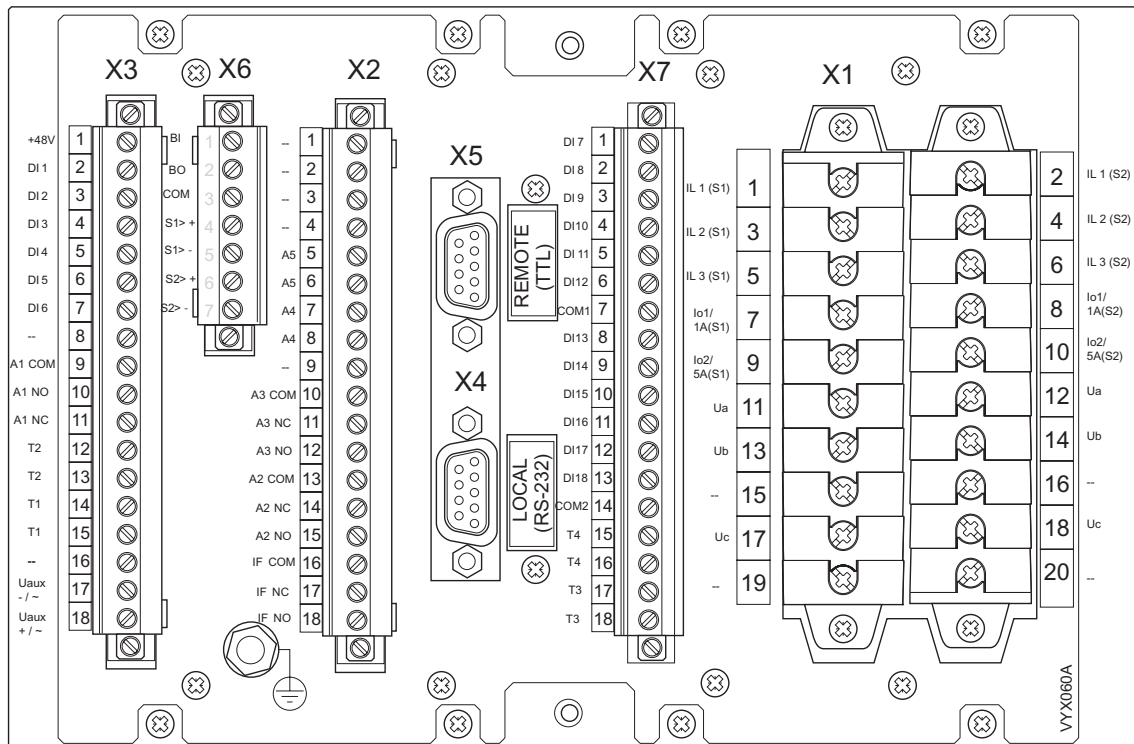 X3
X6
X2
X7
X1
X5
X4
+48V 1
DI 1 2
DI 2 3
DI 3 4
DI 4 5
DI 5 6
DI 6 7
-- 8
A1 COM 9
A1 NO 10
A1 NC 11
T2 12
T2 13
T1 14
T1 15
-- 16
Uaux
- / ~
17
Uaux
+ / ~
18
BI 1
BO 2
COM 3
S1> + 4
S1> - 5
S2> + 6
S2> - 7
-- 1
-- 2
-- 3
-- 4
A5 5
A5 6
A4 7
A4 8
-- 9
A3 COM 10
A3 NC 11
A3 NO 12
A2 COM 13
A2 NC 14
A2 NO 15
IF COM 16
IF NC 17
IF NO 18
REMOTE
(TTL)
LOCAL
(RS-232)
DI 7 1
DI 8 2
DI 9 3
DI10 4
DI 11 5
DI12 6
COM1 7
DI13 8
DI14 9
DI15 10
DI16 11
DI17 12
DI18 13
COM2 14
T4 15
T4 16
T3 17
T3 18
IL 1 (S1) 1
IL 2 (S1) 3
IL 3 (S1) 5
Io1/
1A(S1)
7
Io2/
5A(S1)
9
Ua 11
Ub 13
-- 15
Uc 17
-- 19
2 IL 1 (S2)
4 IL 2 (S2)
6 IL 3 (S2)
8
Io1/
1A(S2)
10
Io2/
5A(S2)
12 Ua
14 Ub
16 --
18 Uc
20 --
VYX060A